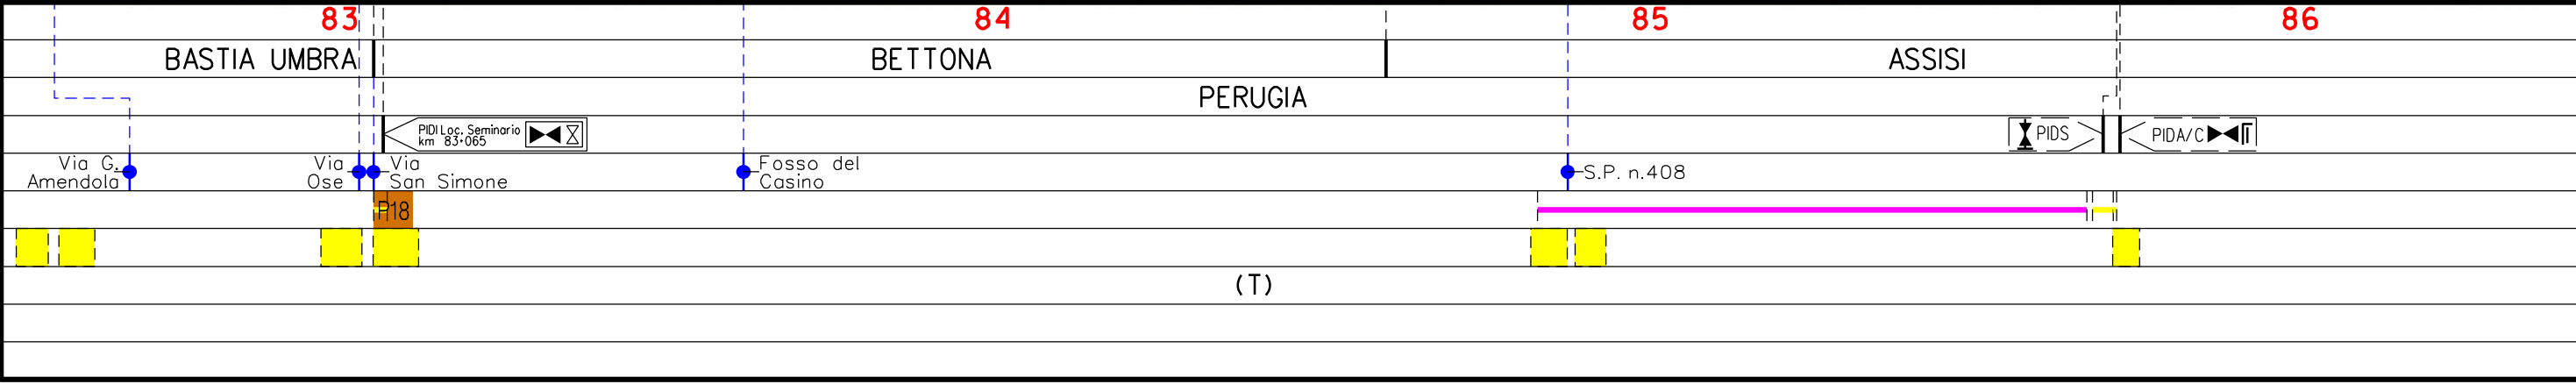 83 84 85 86
BASTIA UMBRA BETTONA ASSISI
PERUGIA
PIDI Loc. Seminario
km 83+065
PIDS
PIDA/C
Via G.
Amendola
Via
Ose
Via
San Simone
Fosso del
Casino
S.P. n.408
P18
(T)